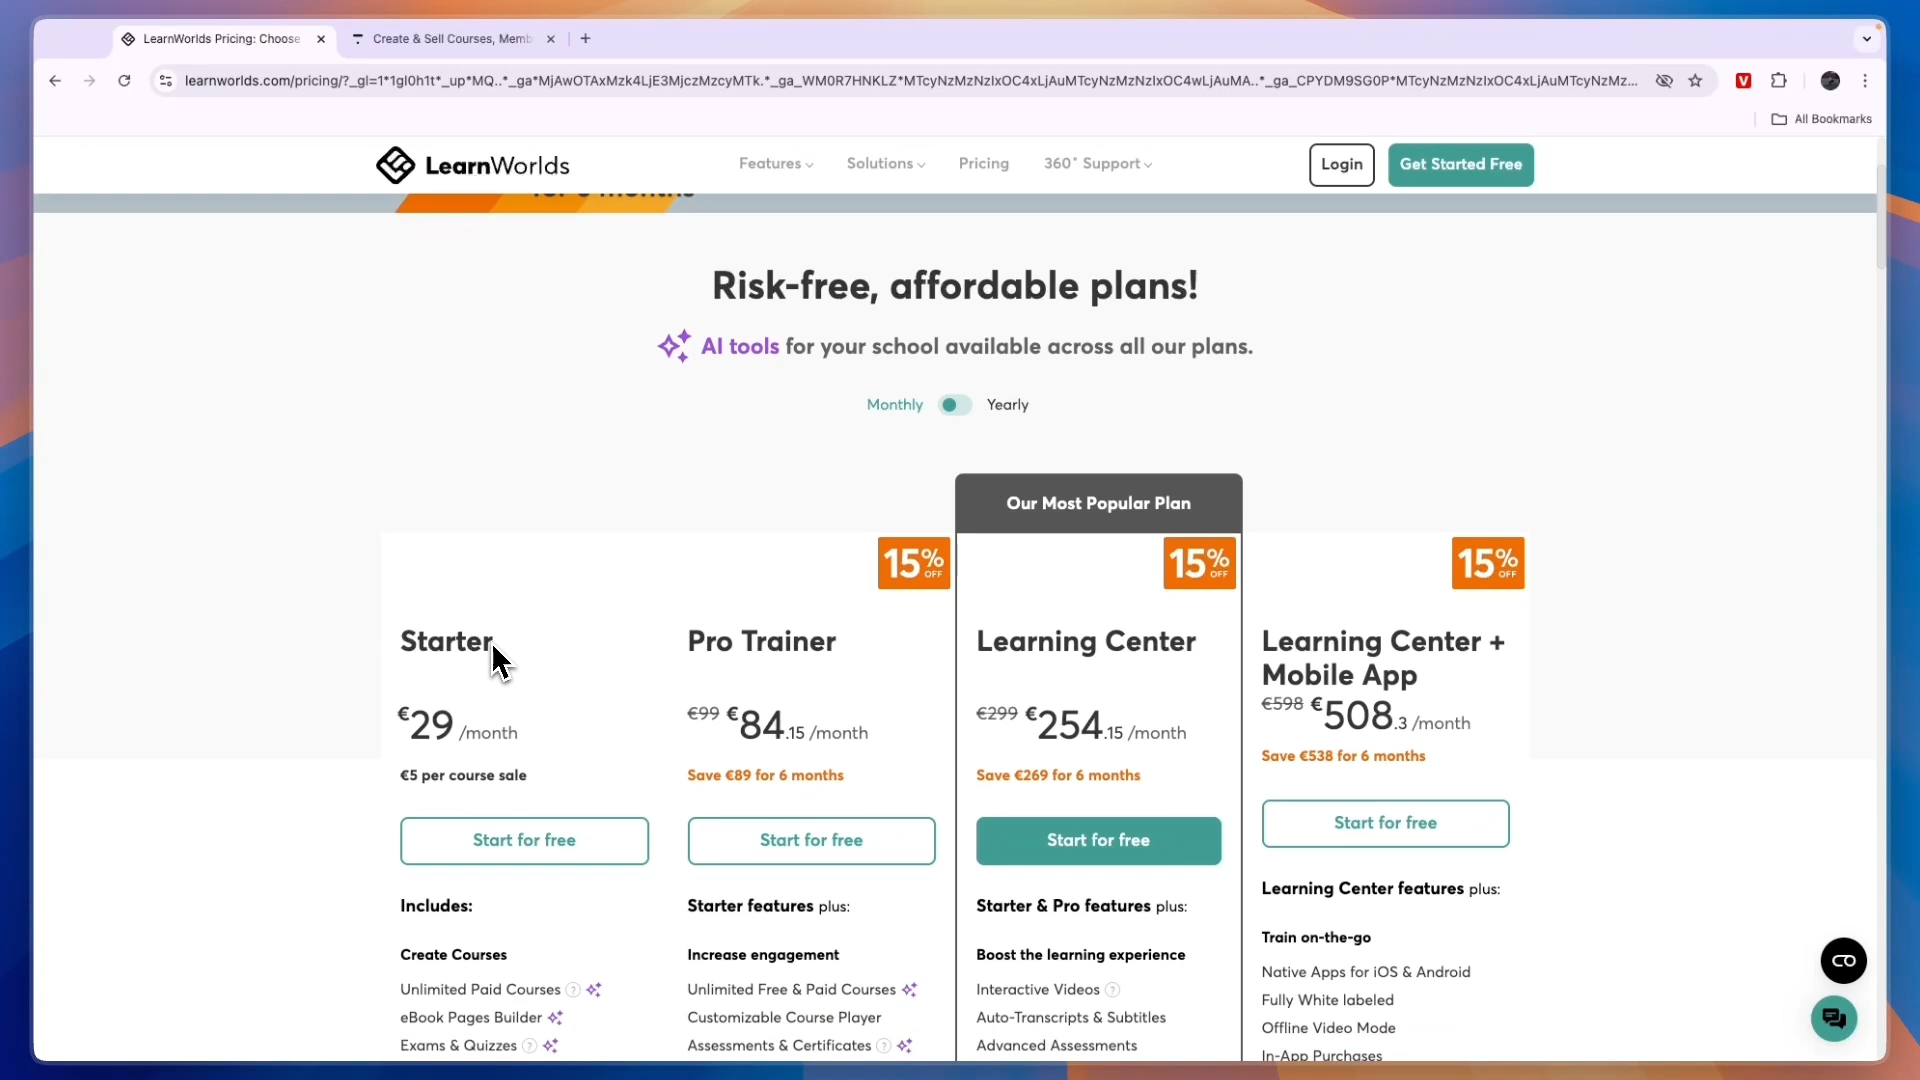 LearnWorlds Pricing: Choose
Create & Sell Courses, Memb
learnworlds.com/pricing/?_gl=1*1gl0h1t*_up*MQ..*_ga*MjAwOTAxMzk4LjE3MjczMzcyMTk.*_ga_WM0R7HNKLZ*MTcyNzMzNzIxOC4xLjAuMTcyNzMzNzIxOC4wLjAuMA..*_ga_CPYDM9SG0P*MTcyNzMzNzIxOC4xLjAuMTcyNzMz...
All Bookmarks
LearnWorlds
Features
Solutions
Pricing
360° Support
Login
Get Started Free
Risk-free, affordable plans!
AI tools for your school available across all our plans.
Monthly
Yearly
Our Most Popular Plan
15% OFF
15% OFF
15% OFF
Starter
€29 /month
€5 per course sale
Start for free
Includes:
Create Courses
Unlimited Paid Courses ?
eBook Pages Builder
Exams & Quizzes ?
Pro Trainer
€99 €84.15 /month
Save €89 for 6 months
Start for free
Starter features plus:
Increase engagement
Unlimited Free & Paid Courses
Customizable Course Player
Assessments & Certificates ?
Learning Center
€299 €254.15 /month
Save €269 for 6 months
Start for free
Starter & Pro features plus:
Boost the learning experience
Interactive Videos ?
Auto-Transcripts & Subtitles
Advanced Assessments
Learning Center +
Mobile App
€598 €508.3 /month
Save €538 for 6 months
Start for free
Learning Center features plus:
Train on-the-go
Native Apps for iOS & Android
Fully White labeled
Offline Video Mode
In-App Purchases